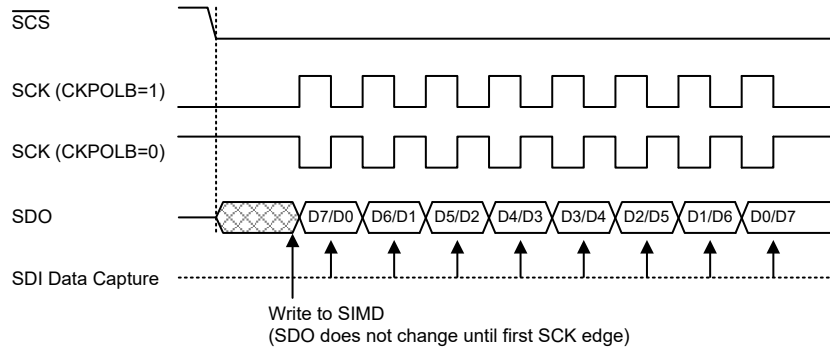 SCS
SCK (CKPOLB=1)
SCK (CKPOLB=0)
SDO
D7/D0 D6/D1 D5/D2 D4/D3 D3/D4 D2/D5 D1/D6 D0/D7
SDI Data Capture
Write to SIMD
(SDO does not change until first SCK edge)